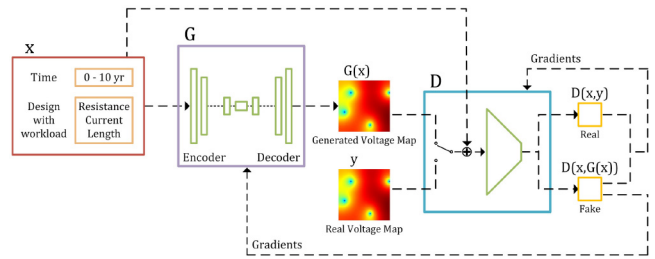 x
Time
0 - 10 yr
Design with workload
Resistance
Current
Length
G
Encoder
Decoder
G(x)
Generated Voltage Map
y
Real Voltage Map
D
Gradients
D(x,y)
Real
D(x,G(x))
Fake
Gradients